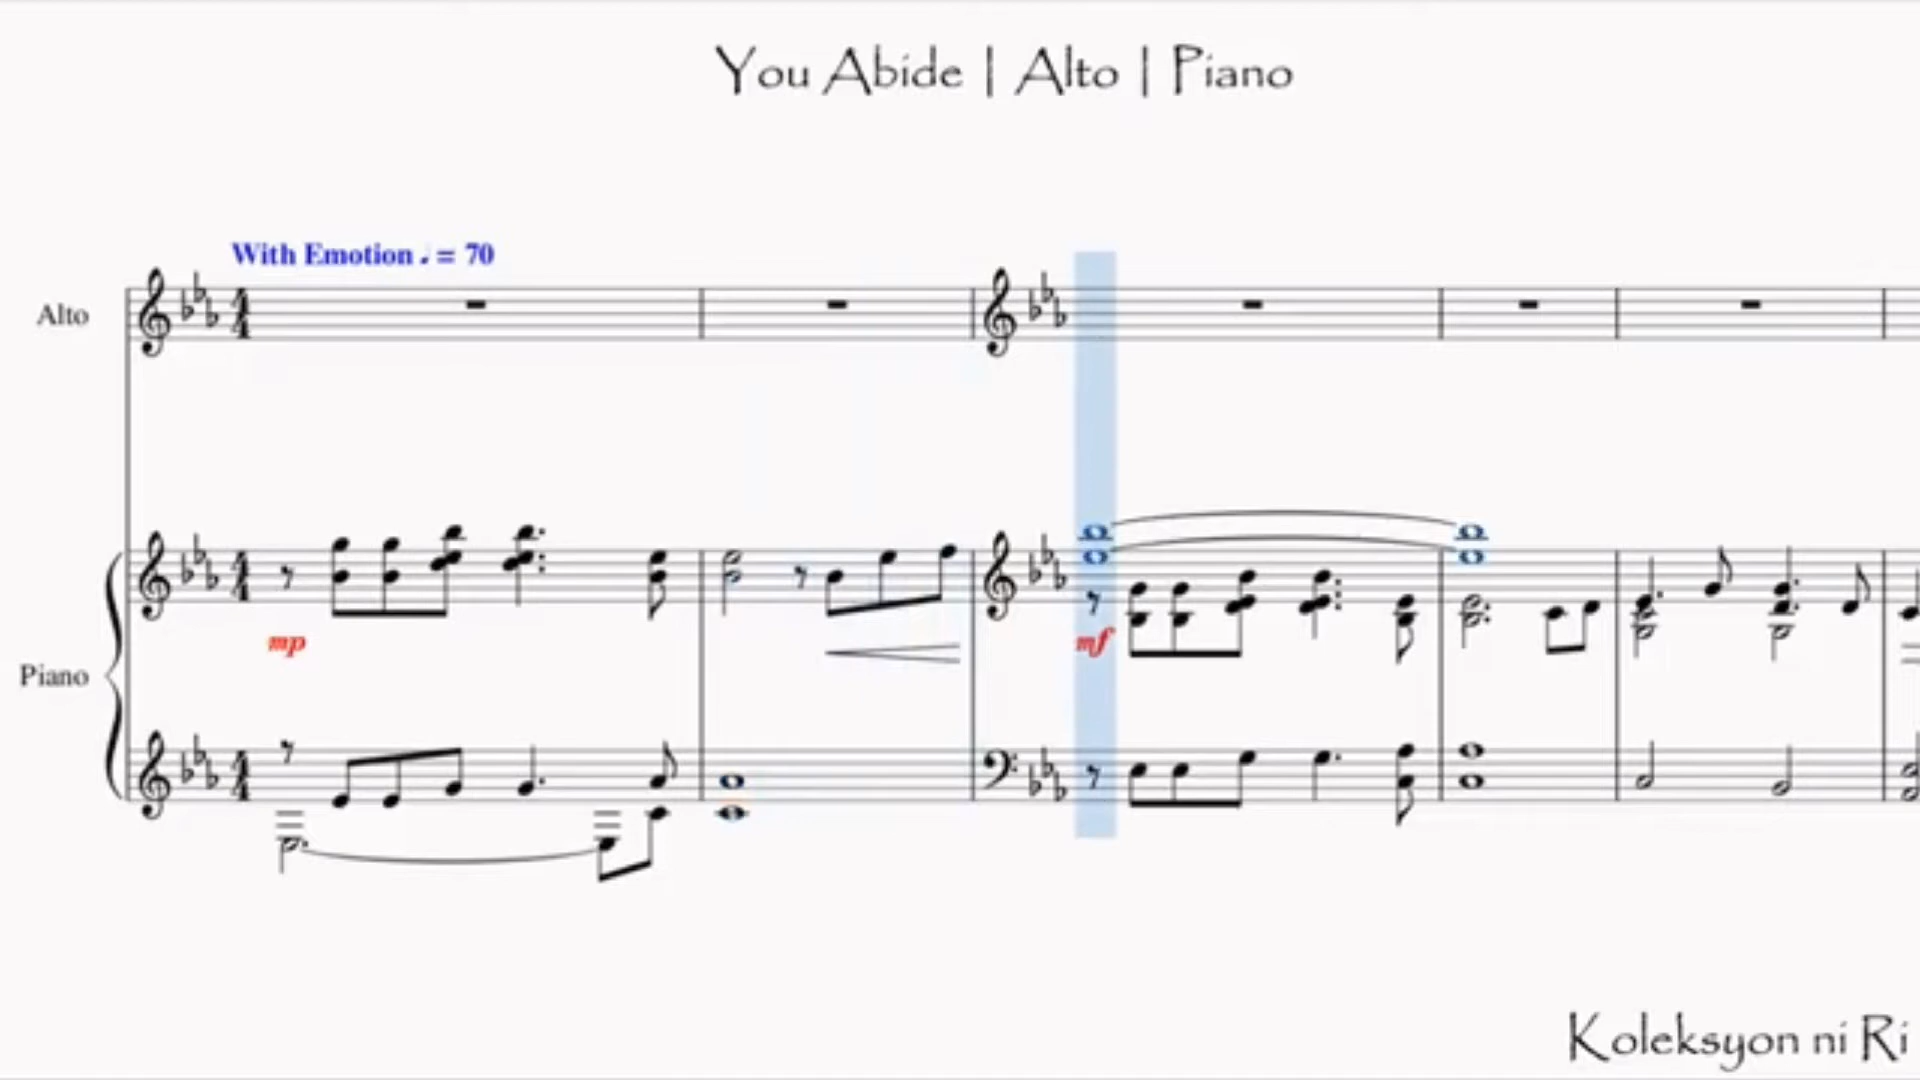 You Abide | Alto | Piano
With Emotion ♩ = 70
Alto
mp
mf
Piano
Koleksyon ni Ri